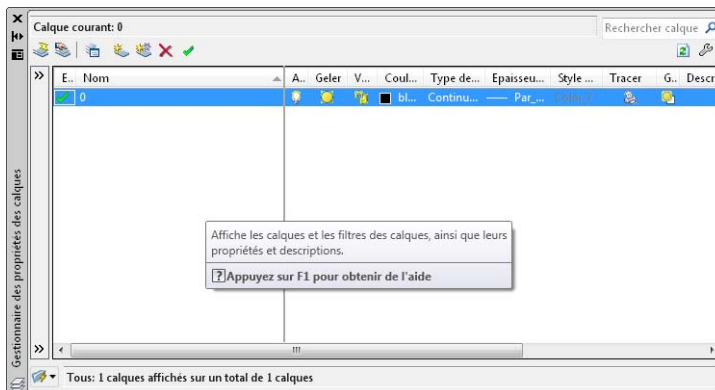 Calque courant: 0
Rechercher calque
E.. Nom A.. Geler V... Coul... Type de... Epaisseu... Style ... Tracer G.. Descr
0 bl... Continu... Par_...
Affiche les calques et les filtres des calques, ainsi que leurs
propriétés et descriptions.
Appuyez sur F1 pour obtenir de l'aide
Gestionnaire des propriétés des calques
Tous: 1 calques affichés sur un total de 1 calques